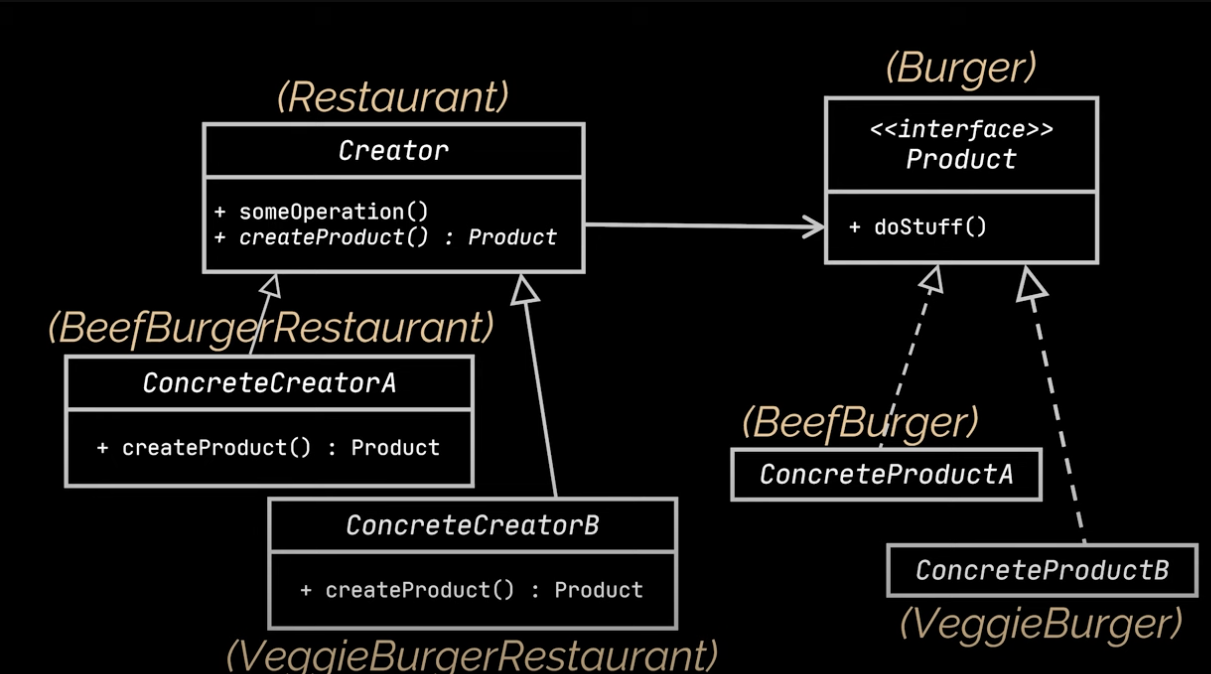 (Restaurant)
Creator
+ someOperation()
+ createProduct() : Product
(Burger)
<<interface>>
Product
+ doStuff()
(BeefBurgerRestaurant)
ConcreteCreatorA
+ createProduct() : Product
ConcreteCreatorB
+ createProduct() : Product
(VeggieBurgerRestaurant)
(BeefBurger)
ConcreteProductA
ConcreteProductB
(VeggieBurger)